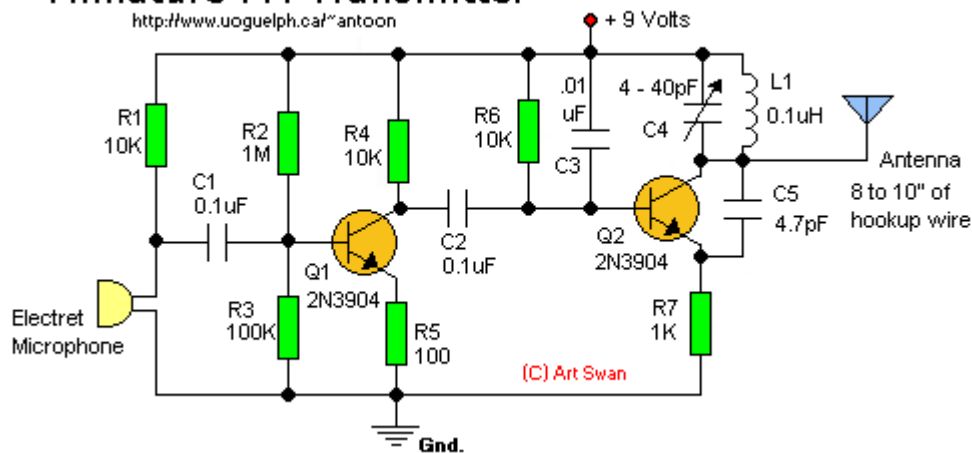 http://www.uoguelph.ca/~antoon
+ 9 Volts
R1
10K
R2
1M
R4
10K
R6
10K
.01
uF
C3
4 - 40pF
C4
L1
0.1uH
Antenna
8 to 10" of
hookup wire
C1
0.1uF
C2
0.1uF
C5
4.7pF
Q1
2N3904
Q2
2N3904
R3
100K
R5
100
R7
1K
Electret
Microphone
(C) Art Swan
Gnd.